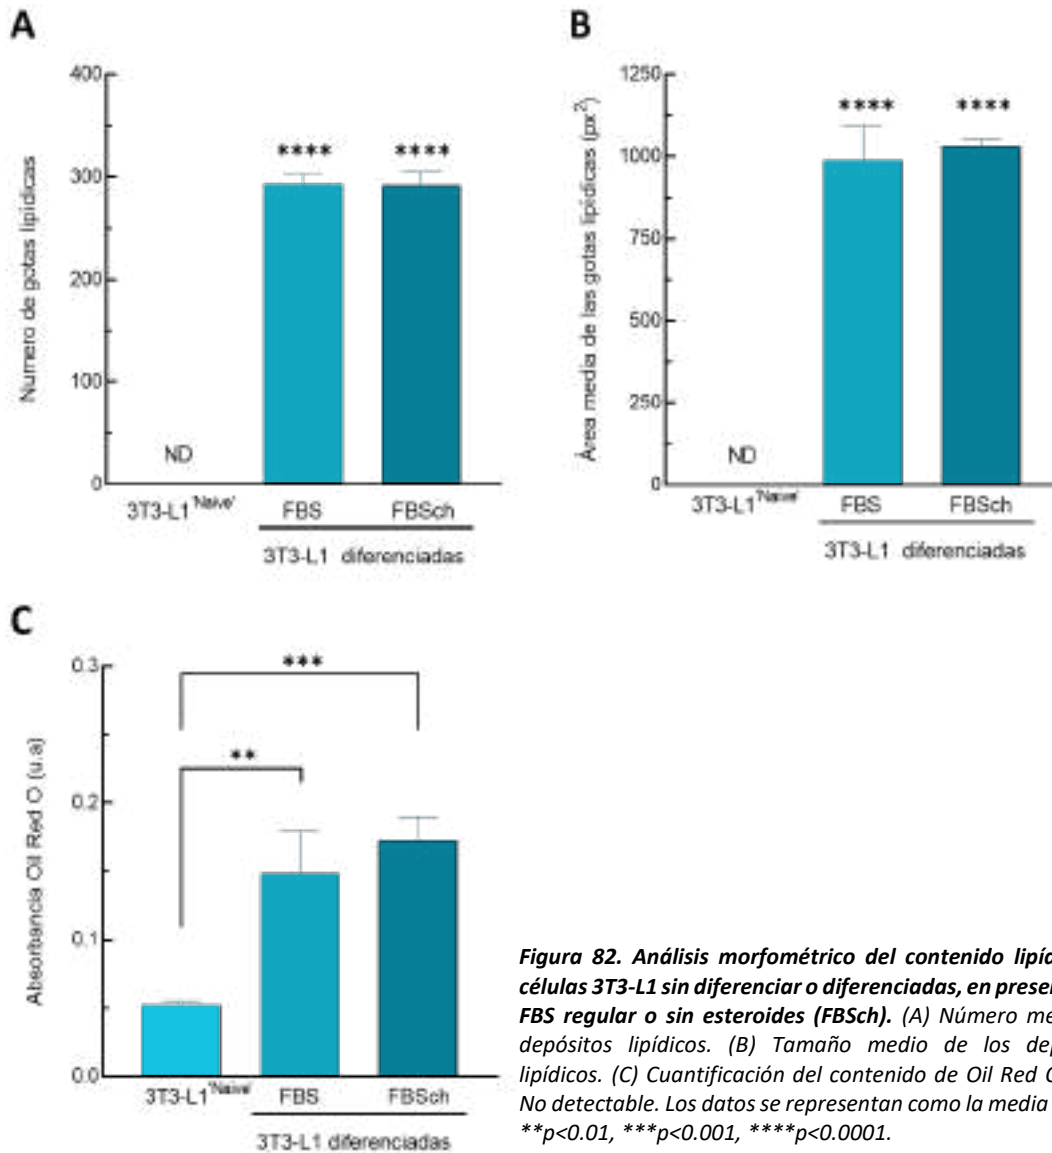 A
400
300
200
100
0
Numero de gotas lipídicas
****
****
ND
3T3-L1 'Naive'
FBS
FBSch
3T3-L1 diferenciadas
B
1250
1000
750
500
250
0
Área media de las gotas lipídicas (px²)
****
****
ND
3T3-L1 'Naive'
FBS
FBSch
3T3-L1 diferenciadas
C
0.3
0.2
0.1
0.0
Absorbancia Oil Red O (u.a)
***
**
3T3-L1 'Naive'
FBS
FBSch
3T3-L1 diferenciadas
Figura 82. Análisis morfométrico del contenido lipíd
células 3T3-L1 sin diferenciar o diferenciadas, en presen
FBS regular o sin esteroides (FBSch). (A) Número me
depósitos lipídicos. (B) Tamaño medio de los dep
lipídicos. (C) Cuantificación del contenido de Oil Red O
No detectable. Los datos se representan como la media
**p<0.01, ***p<0.001, ****p<0.0001.